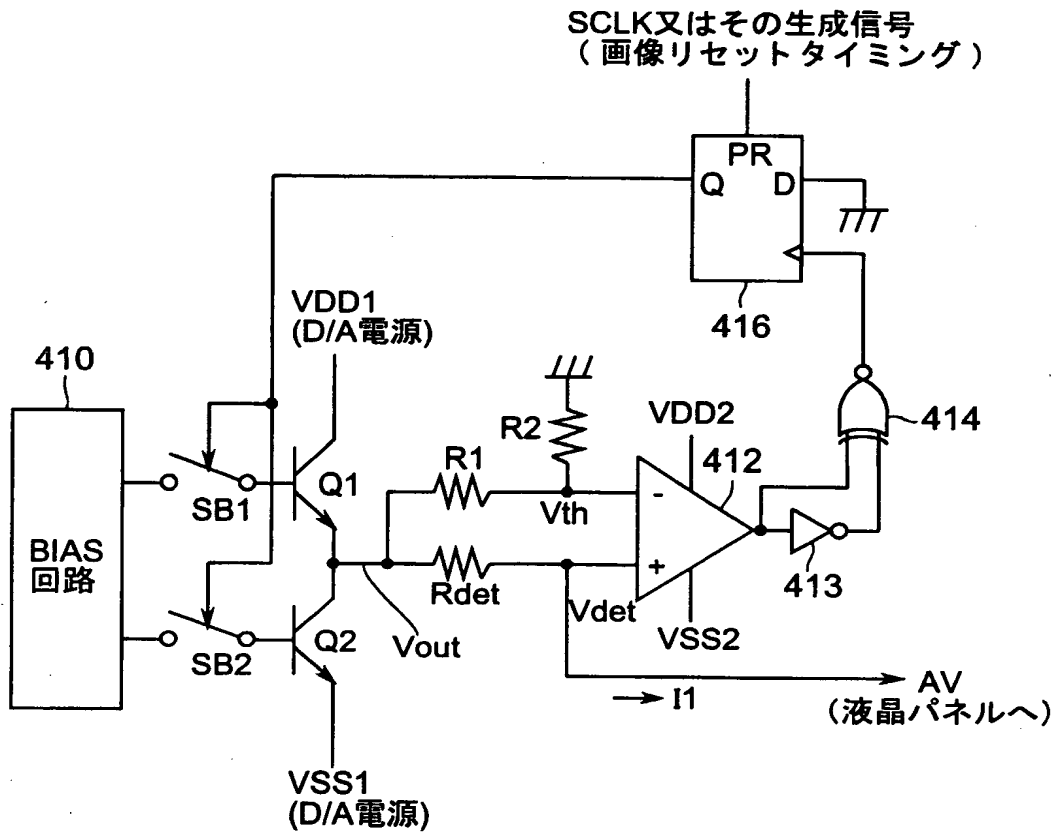 SCLK又はその生成信号
(画像リセットタイミング)
PR
Q
D
416
VDD1
(D/A電源)
410
BIAS
回路
SB1
Q1
R1
R2
Vth
VDD2
412
414
-
+
413
Rdet
Vdet
VSS2
Vout
SB2
Q2
I1
AV
(液晶パネルへ)
VSS1
(D/A電源)